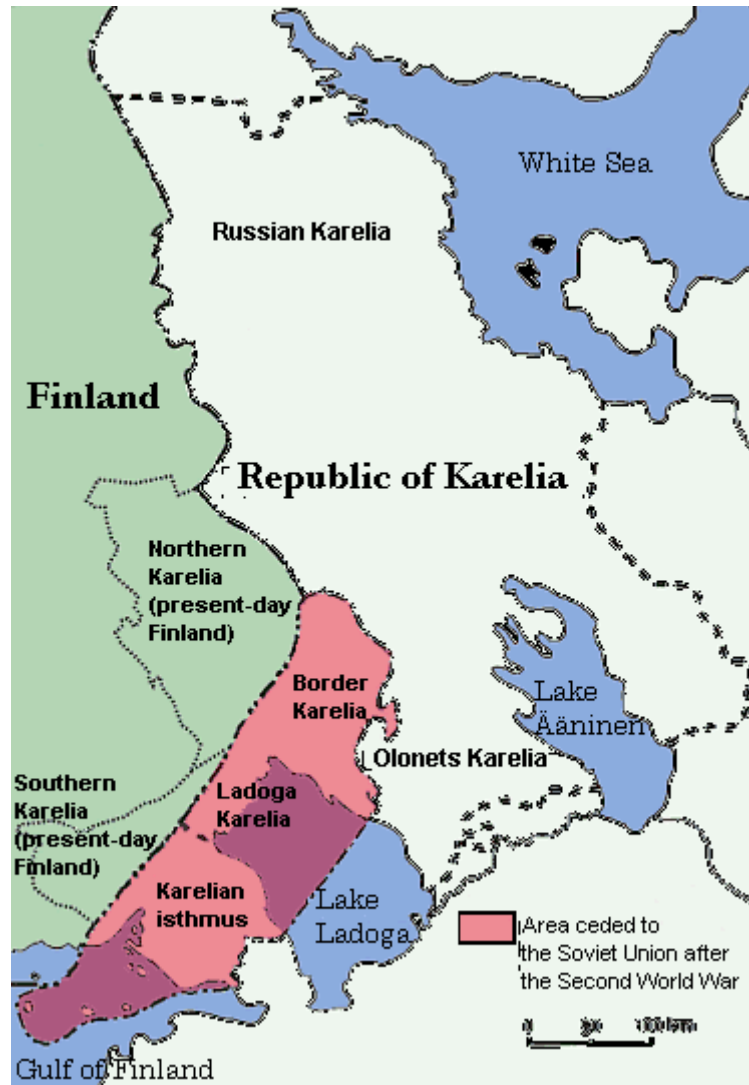 White Sea
Russian Karelia
Finland
Republic of Karelia
Northern
Karelia
(present-day
Finland)
Border
Karelia
Lake
Ääninen
Olonets Karelia
Southern
Karelia
(present-day
Finland)
Ladoga
Karelia
Karelian
isthmus
Lake
Ladoga
Area ceded to
the Soviet Union after
the Second World War
0
Gulf of Finland